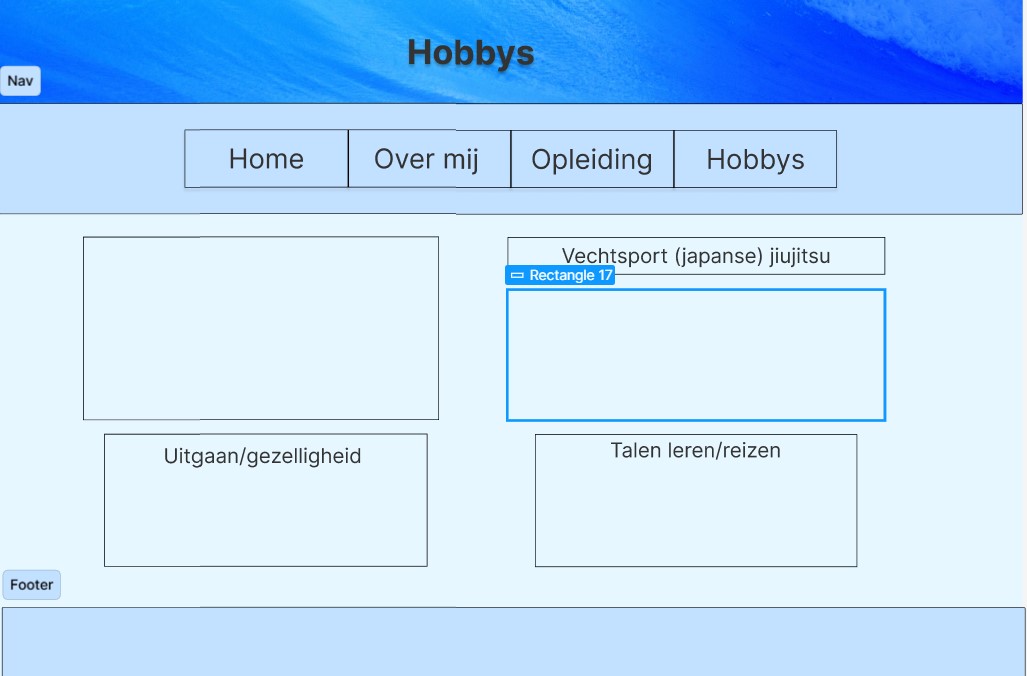 Hobbys
Nav
Home
Over mij
Opleiding
Hobbys
Vechtsport (japanse) jiujitsu
Rectangle 17
Uitgaan/gezelligheid
Talen leren/reizen
Footer